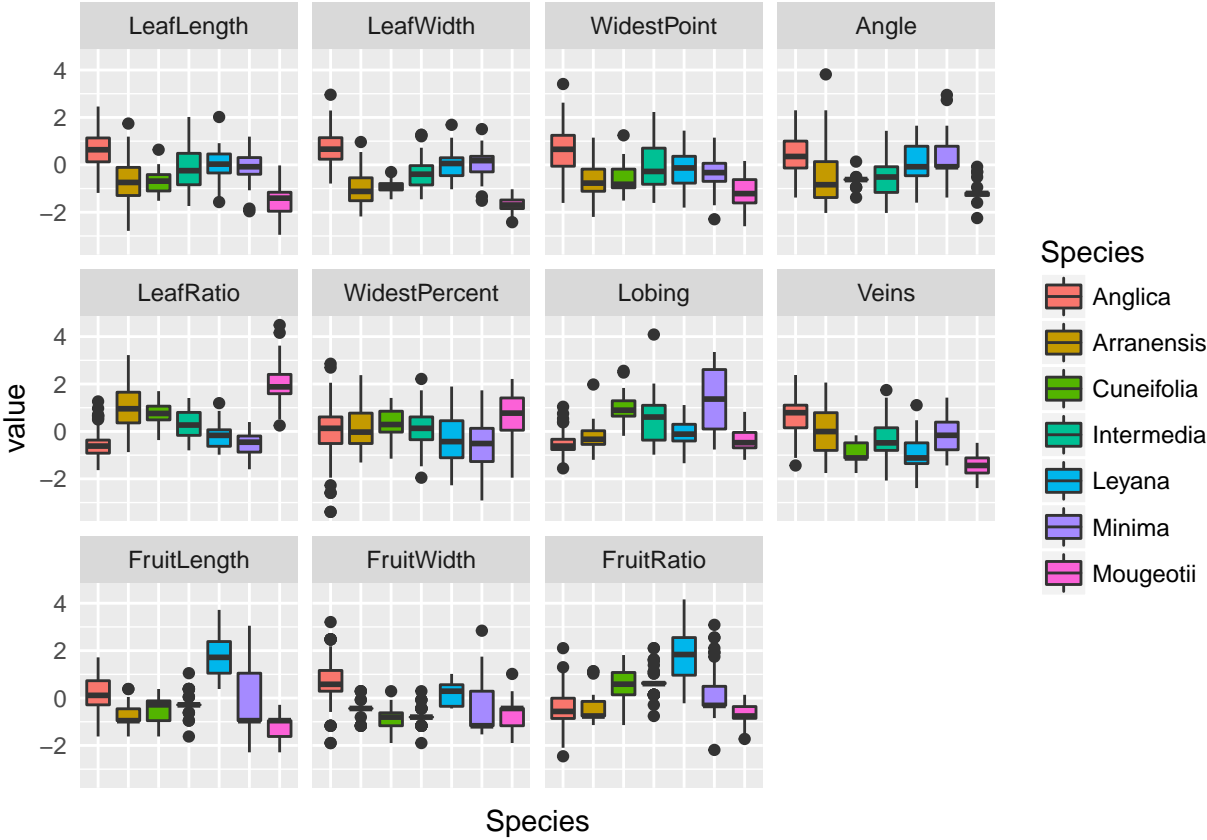 LeafLength LeafWidth WidestPoint Angle
4
2
0
−2
LeafRatio WidestPercent Lobing Veins
4
2
0
−2
FruitLength FruitWidth FruitRatio
4
2
0
−2
value
Species
Species
Anglica
Arranensis
Cuneifolia
Intermedia
Leyana
Minima
Mougeotii